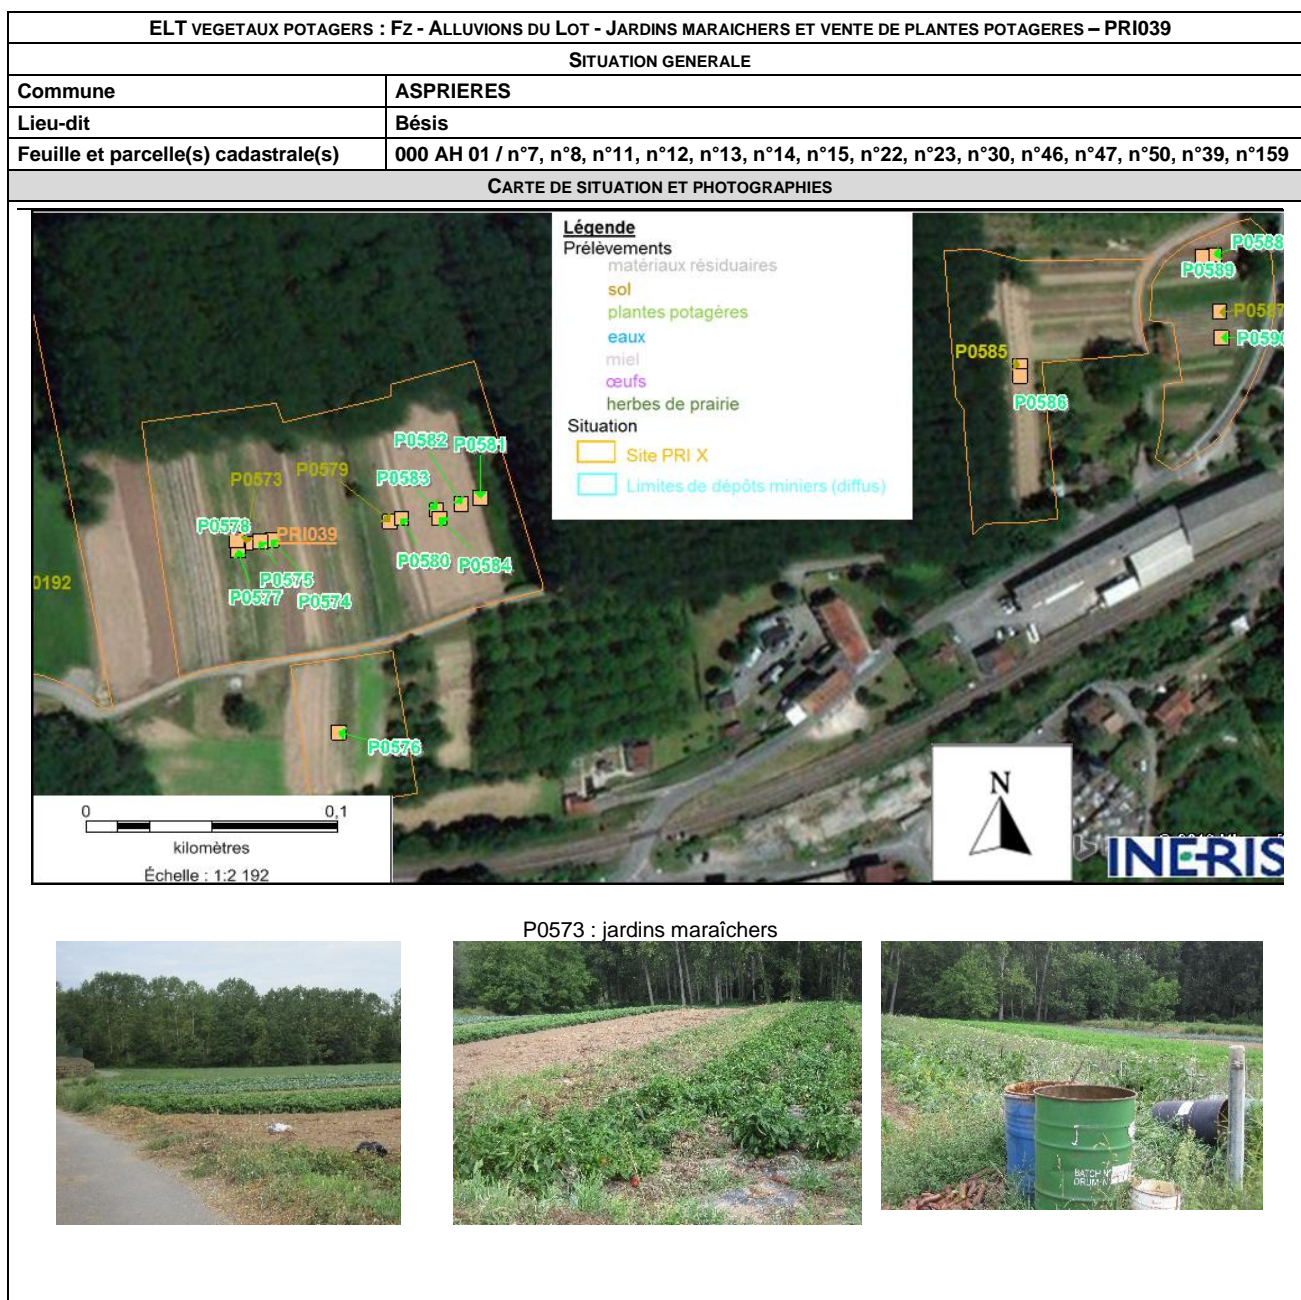 ELT VEGETAUX POTAGERS : FZ - ALLUVIONS DU LOT - JARDINS MARAICHERS ET VENTE DE PLANTES POTAGERES – PRI039
SITUATION GENERALE
Commune ASPRIERES
Lieu-dit Bésis
Feuille et parcelle(s) cadastrale(s) 000 AH 01 / n°7, n°8, n°11, n°12, n°13, n°14, n°15, n°22, n°23, n°30, n°46, n°47, n°50, n°39, n°159
CARTE DE SITUATION ET PHOTOGRAPHIES
Légende
Prélèvements
matériaux résiduaires
sol
plantes potagères
eaux
miel
œufs
herbes de prairie
Situation
Site PRI X
Limites de dépôts miniers (diffus)
P0588
P0589
P0587
P0590
P0585
P0586
P0582
P0581
P0579
P0583
P0573
P0578
PRI039
P0580
P0584
P0575
P0577
P0574
0192
P0576
0 0,1
kilomètres
Échelle : 1:2 192
N
INERIS
P0573 : jardins maraîchers
BATCH N
DRUM N